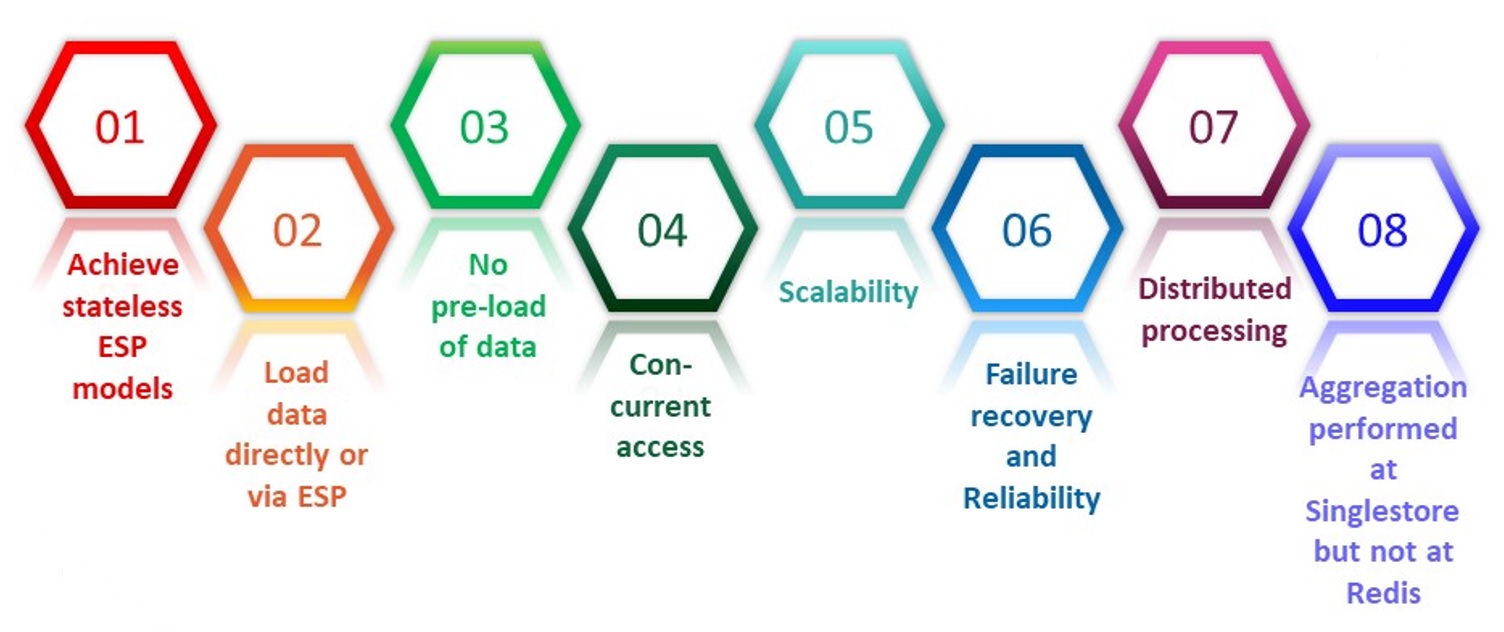 01
Achieve
stateless
ESP
models
02
Load
data
directly or
via ESP
03
No
pre-load
of data
04
Con-
current
access
05
Scalability
06
Failure
recovery
and
Reliability
07
Distributed
processing
08
Aggregation
performed
at
Singlestore
but not at
Redis